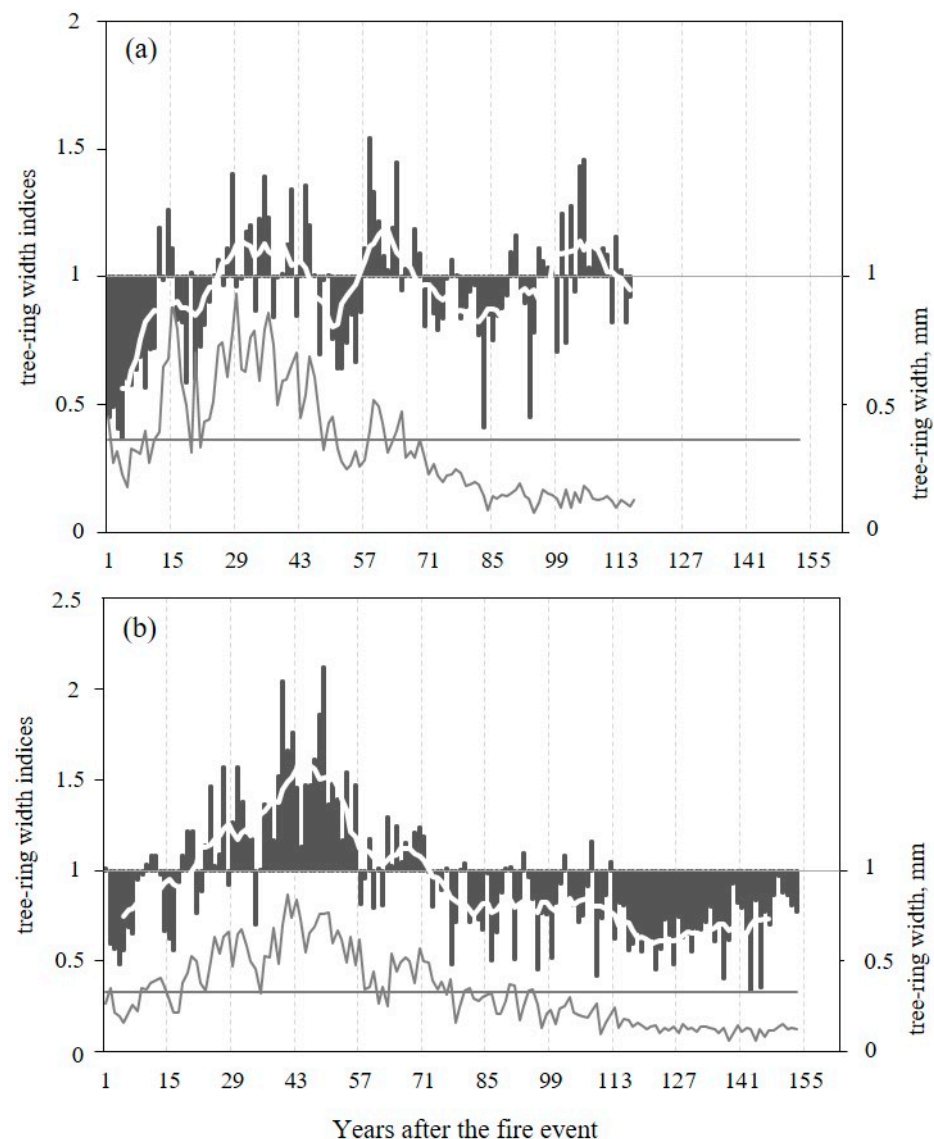 (a)
2
1.5
1
0.5
0
1
0.5
0
tree-ring width indices
tree-ring width, mm
1 15 29 43 57 71 85 99 113 127 141 155
(b)
2.5
2
1.5
1
0.5
0
1
0.5
0
tree-ring width indices
tree-ring width, mm
1 15 29 43 57 71 85 99 113 127 141 155
Years after the fire event